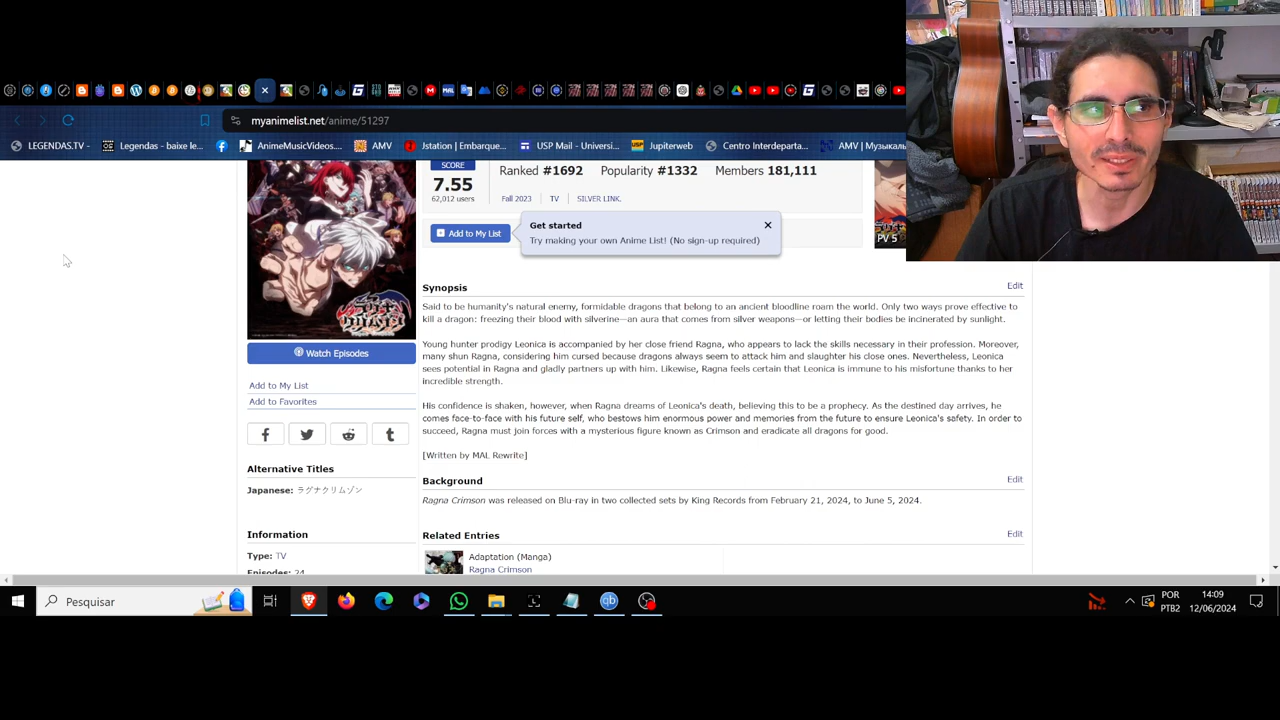 myanimelist.net/anime/51297
LEGENDAS.TV -
Legendas - baixe le...
AnimeMusicVideos....
AMV
Jstation | Embarque...
USP Mail - Universi...
Jupiterweb
Centro Interdeparta...
AMV | Музыкаль
SCORE
7.55
62,012 users
Ranked #1692 Popularity #1332 Members 181,111
Fall 2023 TV SILVER LINK.
Add to My List
Get started
Try making your own Anime List! (No sign-up required)
PV 5
Synopsis
Edit
Said to be humanity's natural enemy, formidable dragons that belong to an ancient bloodline roam the world. Only two ways prove effective to
kill a dragon: freezing their blood with silverine—an aura that comes from silver weapons—or letting their bodies be incinerated by sunlight.
Young hunter prodigy Leonica is accompanied by her close friend Ragna, who appears to lack the skills necessary in their profession. Moreover,
many shun Ragna, considering him cursed because dragons always seem to attack him and slaughter his close ones. Nevertheless, Leonica
sees potential in Ragna and gladly partners up with him. Likewise, Ragna feels certain that Leonica is immune to his misfortune thanks to her
incredible strength.
His confidence is shaken, however, when Ragna dreams of Leonica's death, believing this to be a prophecy. As the destined day arrives, he
comes face-to-face with his future self, who bestows him enormous power and memories from the future to ensure Leonica's safety. In order to
succeed, Ragna must join forces with a mysterious figure known as Crimson and eradicate all dragons for good.
[Written by MAL Rewrite]
Background
Edit
Ragna Crimson was released on Blu-ray in two collected sets by King Records from February 21, 2024, to June 5, 2024.
Related Entries
Edit
Adaptation (Manga)
Ragna Crimson
Watch Episodes
Add to My List
Add to Favorites
Alternative Titles
Japanese: ラグナクリムゾン
Information
Type: TV
Episodes: 24
Pesquisar
POR
PTB2
14:09
12/06/2024